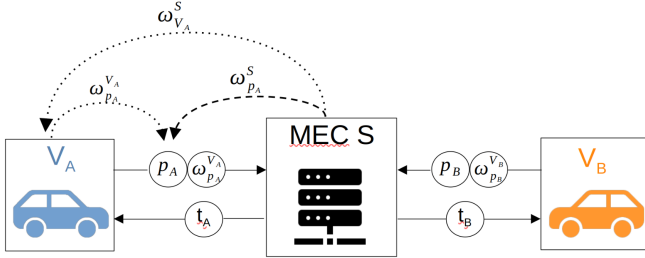 ω^S_{V_A}
ω^{V_A}_{p_A}
ω^S_{p_A}
MEC S
V_A
p_A ω^{V_A}_{p_A}
p_B ω^{V_B}_{p_B}
V_B
t_A
t_B